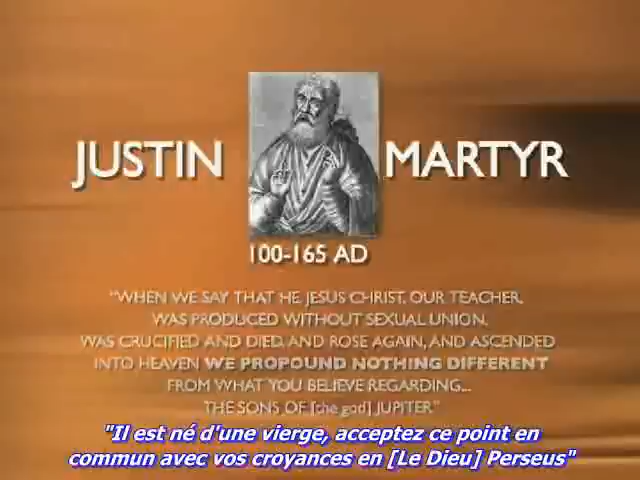 JUSTIN MARTYR
100-165 AD
"WHEN WE SAY THAT HE, JESUS CHRIST, OUR TEACHER,
WAS PRODUCED WITHOUT SEXUAL UNION,
WAS CRUCIFIED AND DIED, AND ROSE AGAIN, AND ASCENDED
INTO HEAVEN WE PROPOUND NOTHING DIFFERENT
FROM WHAT YOU BELIEVE REGARDING...
THE SONS OF [the god] JUPITER"
"Il est né d'une vierge, acceptez ce point en
commun avec vos croyances en [Le Dieu] Perseus"